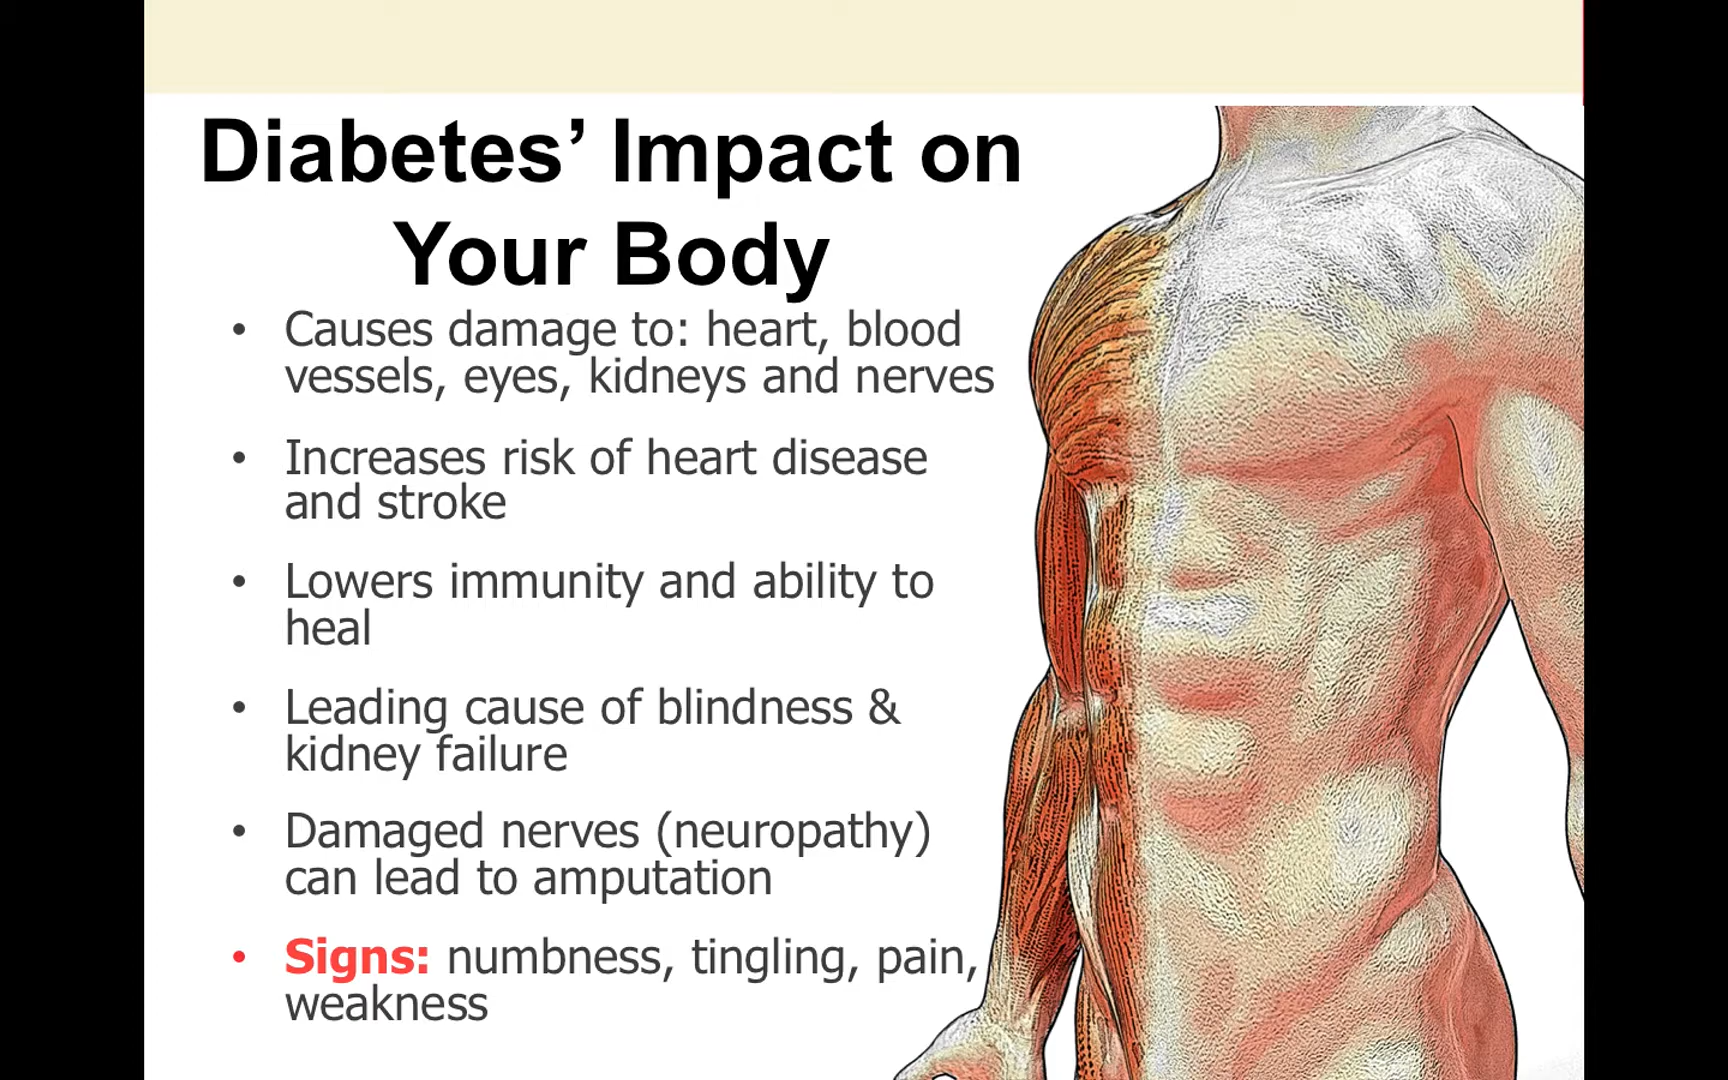 Diabetes’ Impact on
Your Body
• Causes damage to: heart, blood
vessels, eyes, kidneys and nerves
• Increases risk of heart disease
and stroke
• Lowers immunity and ability to
heal
• Leading cause of blindness &
kidney failure
• Damaged nerves (neuropathy)
can lead to amputation
• Signs: numbness, tingling, pain,
weakness